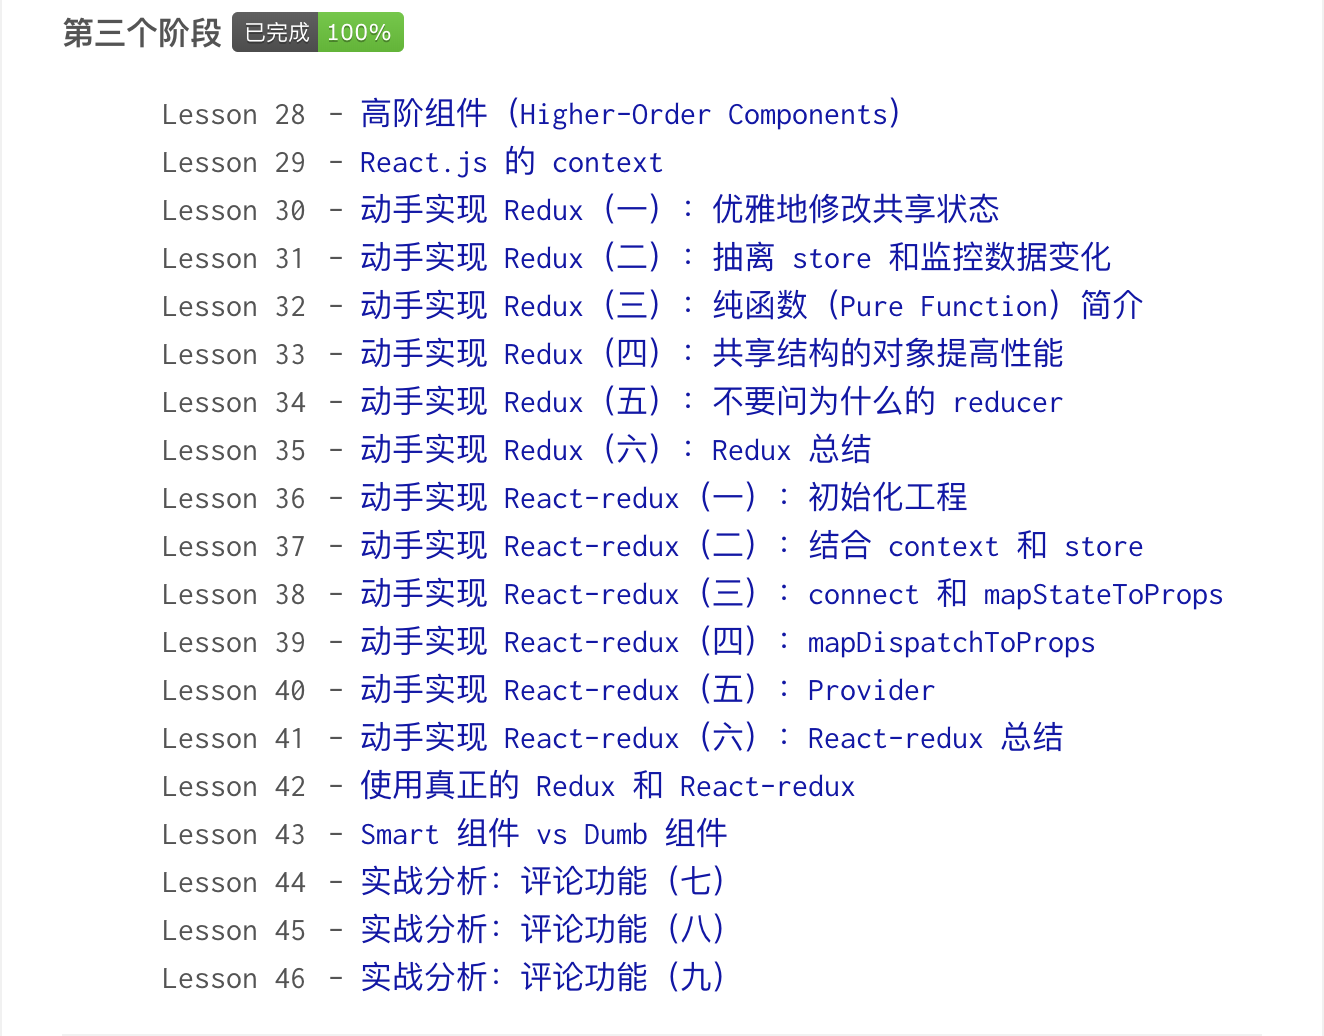 第三个阶段 已完成 100%
Lesson 28 - 高阶组件（Higher-Order Components）
Lesson 29 - React.js 的 context
Lesson 30 - 动手实现 Redux（一）：优雅地修改共享状态
Lesson 31 - 动手实现 Redux（二）：抽离 store 和监控数据变化
Lesson 32 - 动手实现 Redux（三）：纯函数（Pure Function）简介
Lesson 33 - 动手实现 Redux（四）：共享结构的对象提高性能
Lesson 34 - 动手实现 Redux（五）：不要问为什么的 reducer
Lesson 35 - 动手实现 Redux（六）：Redux 总结
Lesson 36 - 动手实现 React-redux（一）：初始化工程
Lesson 37 - 动手实现 React-redux（二）：结合 context 和 store
Lesson 38 - 动手实现 React-redux（三）：connect 和 mapStateToProps
Lesson 39 - 动手实现 React-redux（四）：mapDispatchToProps
Lesson 40 - 动手实现 React-redux（五）：Provider
Lesson 41 - 动手实现 React-redux（六）：React-redux 总结
Lesson 42 - 使用真正的 Redux 和 React-redux
Lesson 43 - Smart 组件 vs Dumb 组件
Lesson 44 - 实战分析：评论功能（七）
Lesson 45 - 实战分析：评论功能（八）
Lesson 46 - 实战分析：评论功能（九）